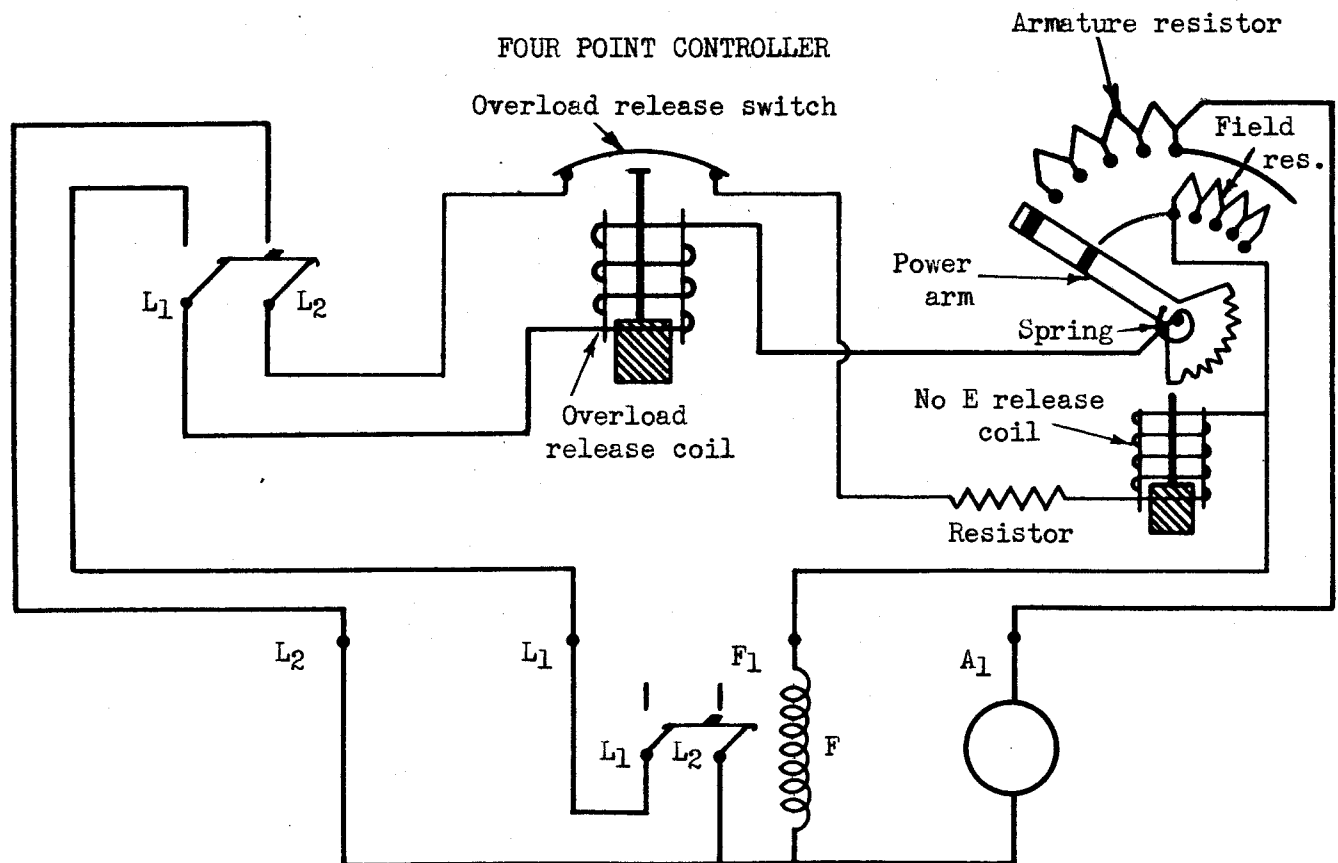 Armature resistor
FOUR POINT CONTROLLER
Overload release switch
Field
res.
Power
arm
L1
L2
Spring
No E release
coil
Overload
release coil
Resistor
L2
L1
F1
A1
L1
L2
F